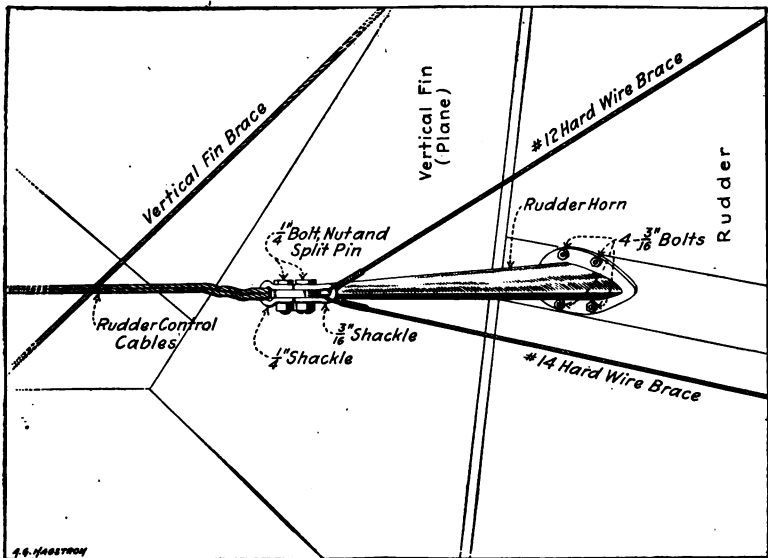 Vertical Fin Brace
Vertical Fin
(Plane)
#12 Hard Wire Brace
Rudder
Rudder Horn
1/4" Bolt, Nut and
Split Pin
4-3/16" Bolts
Rudder Control
Cables
3/16" Shackle
1/4" Shackle
#14 Hard Wire Brace
A.G. HAGSTROM